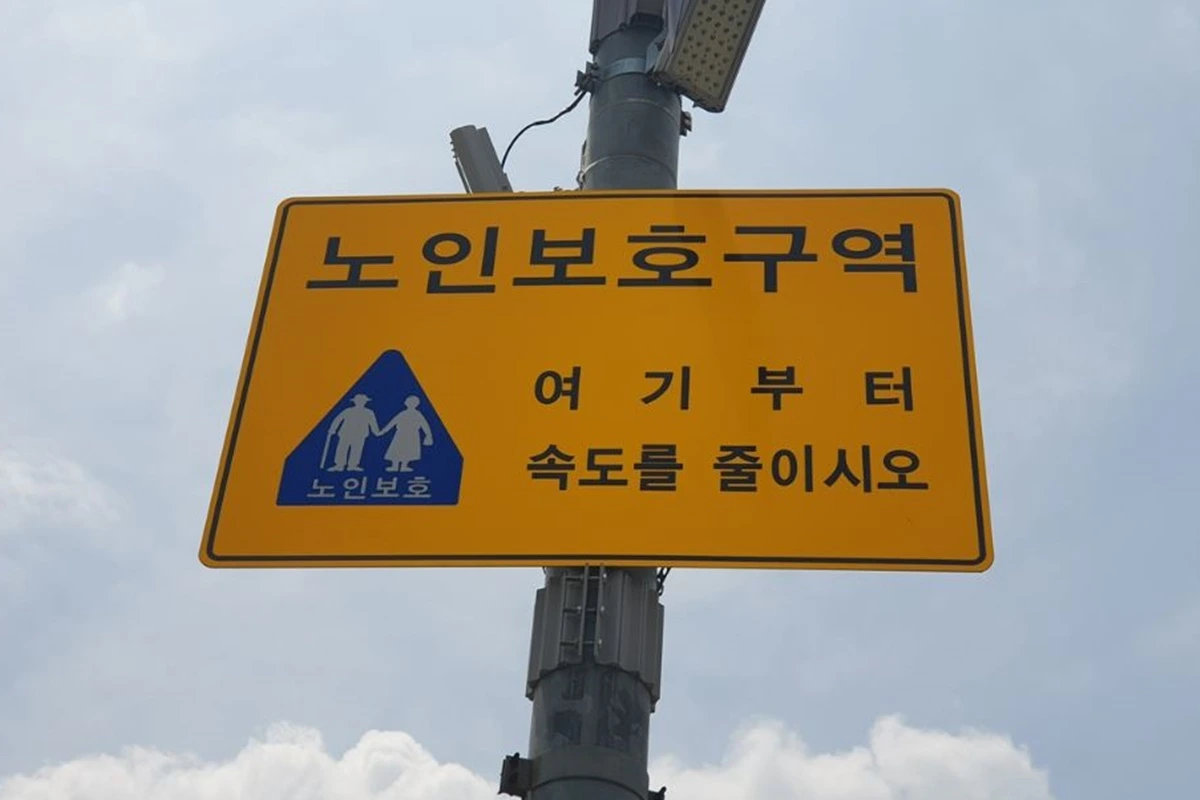 노인보호구역
여기부터
속도를 줄이시오
노인보호